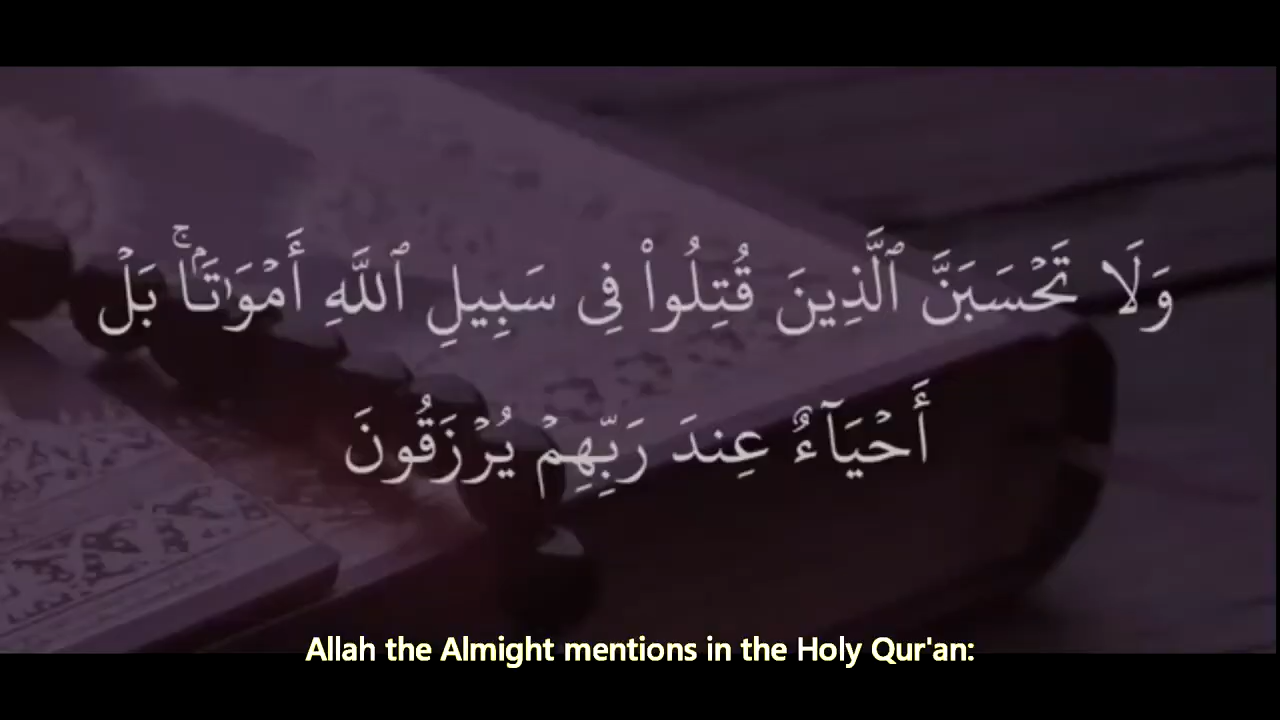 وَلَا تَحْسَبَنَّ ٱلَّذِينَ قُتِلُوا۟ فِى سَبِيلِ ٱللَّهِ أَمْوَٰتًۢا ۚ بَلْ
أَحْيَآءٌ عِندَ رَبِّهِمْ يُرْزَقُونَ
Allah the Almight mentions in the Holy Qur'an: